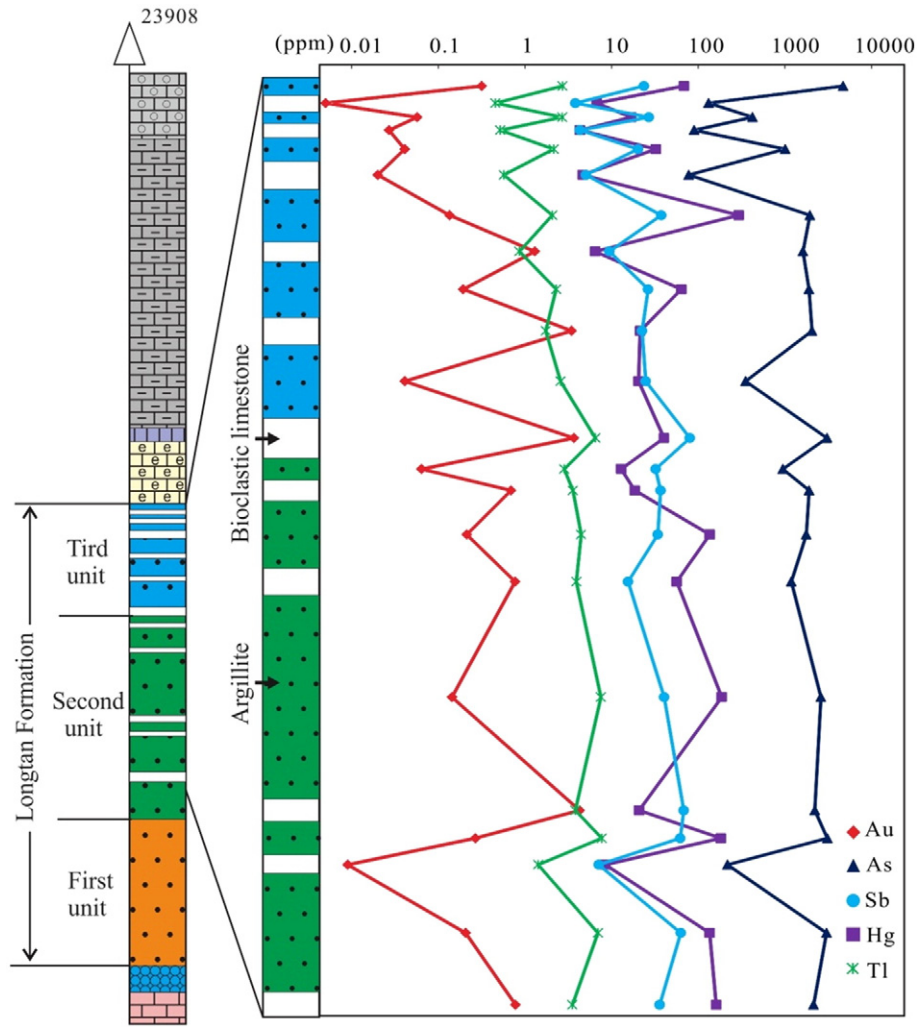 23908
(ppm) 0.01 0.1 1 10 100 1000 10000
Bioclastic limestone
Argillite
Longtan Formation
Tird
unit
Second
unit
First
unit
e e
e
e e
e
e e
Au
As
Sb
Hg
Tl